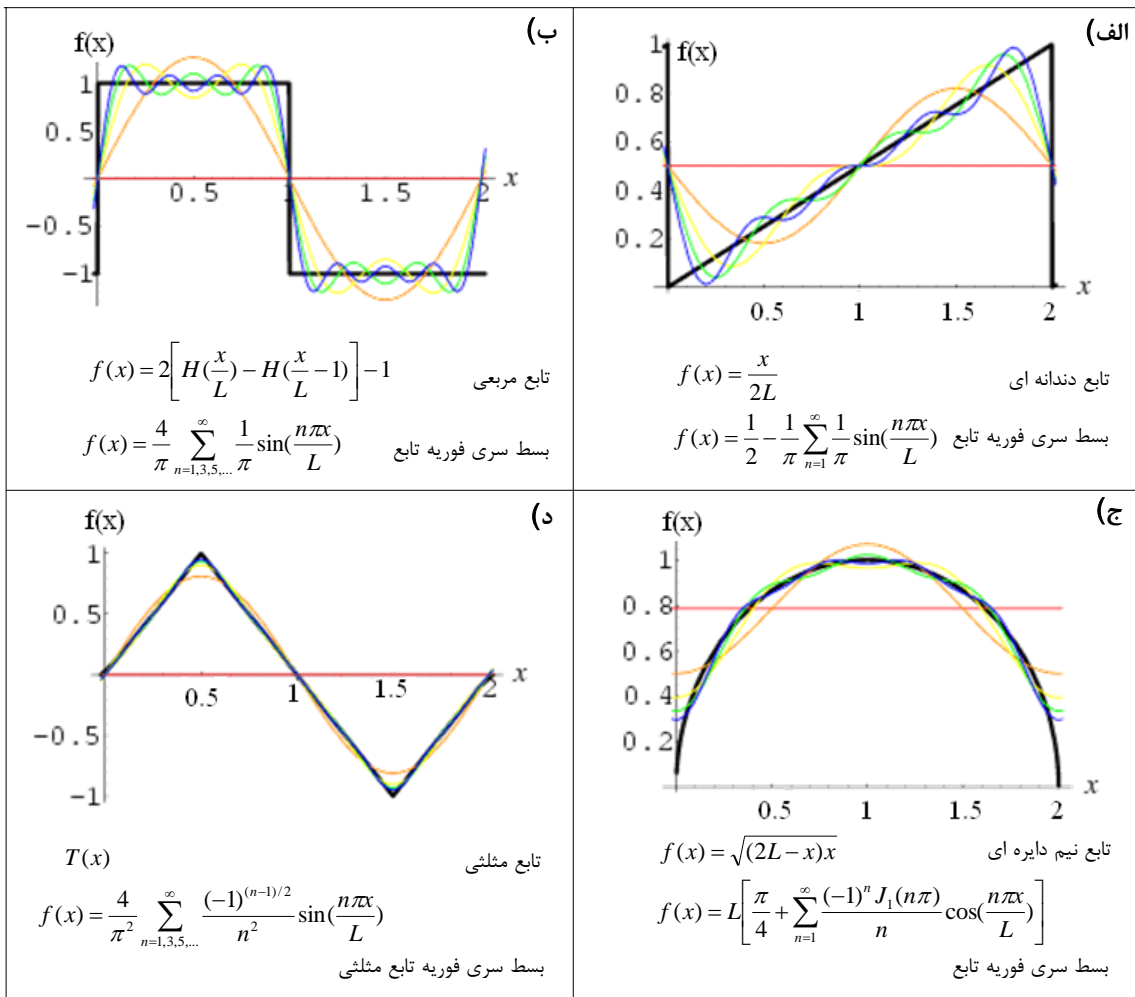 الف)
f(x)
1
0.8
0.6
0.4
0.2
0.5 1 1.5 2 x
تابع دندانه ای f(x) = x/2L
بسط سری فوریه تابع f(x) = 1/2 − 1/π ∑_{n=1}^{∞} 1/π sin(nπx/L)
ب)
f(x)
1
0.5
−0.5
−1
0.5 1 1.5 2 x
تابع مربعی f(x) = 2[H(x/L) − H(x/L − 1)] − 1
بسط سری فوریه تابع f(x) = 4/π ∑_{n=1,3,5,...}^{∞} 1/π sin(nπx/L)
ج)
f(x)
1
0.8
0.6
0.4
0.2
0.5 1 1.5 2 x
تابع نیم دایره ای f(x) = √(2L − x)x
f(x) = L[π/4 + ∑_{n=1}^{∞} (−1)^n J_1(nπ)/n cos(nπx/L)]
بسط سری فوریه تابع
د)
f(x)
1
0.5
−0.5
−1
0.5 1 1.5 2 x
تابع مثلثی T(x)
f(x) = 4/π² ∑_{n=1,3,5,...}^{∞} (−1)^{(n−1)/2}/n² sin(nπx/L)
بسط سری فوریه تابع مثلثی